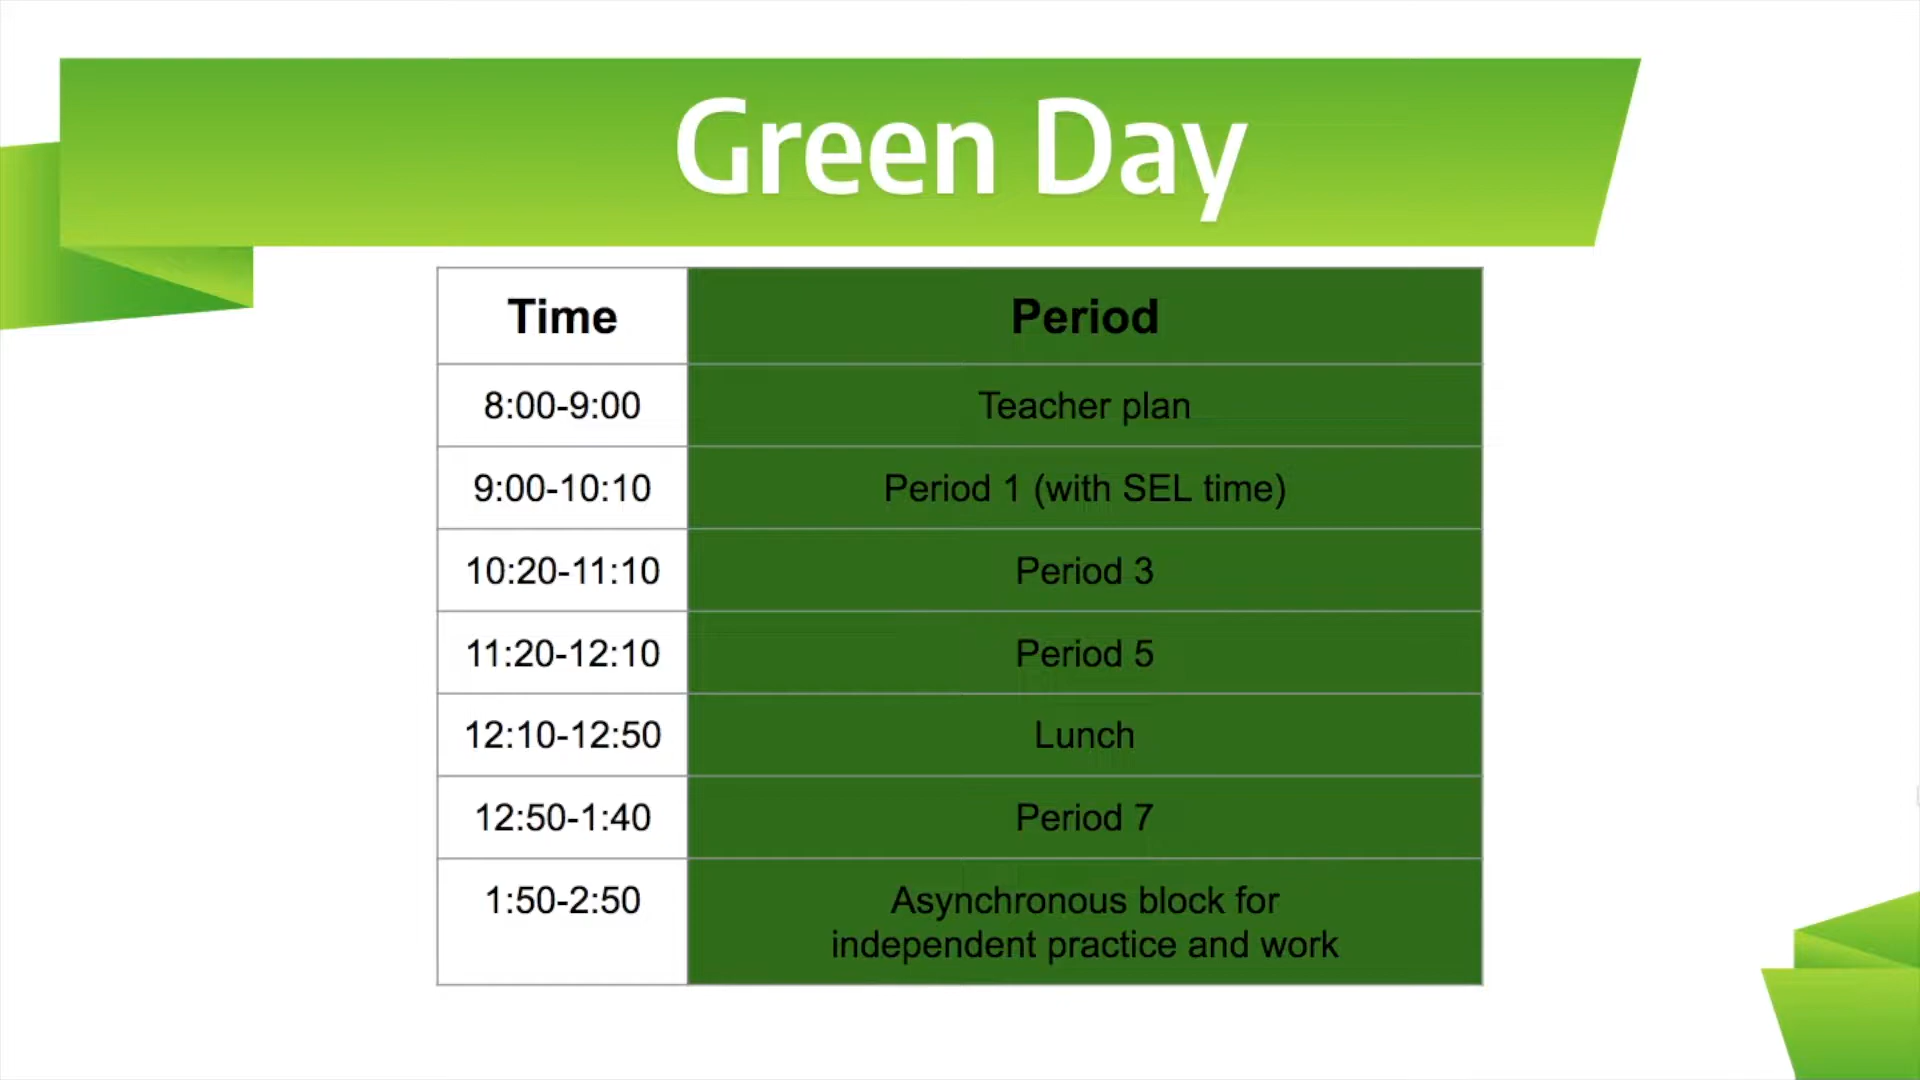 Green Day
Time Period
8:00-9:00 Teacher plan
9:00-10:10 Period 1 (with SEL time)
10:20-11:10 Period 3
11:20-12:10 Period 5
12:10-12:50 Lunch
12:50-1:40 Period 7
1:50-2:50 Asynchronous block for
independent practice and work